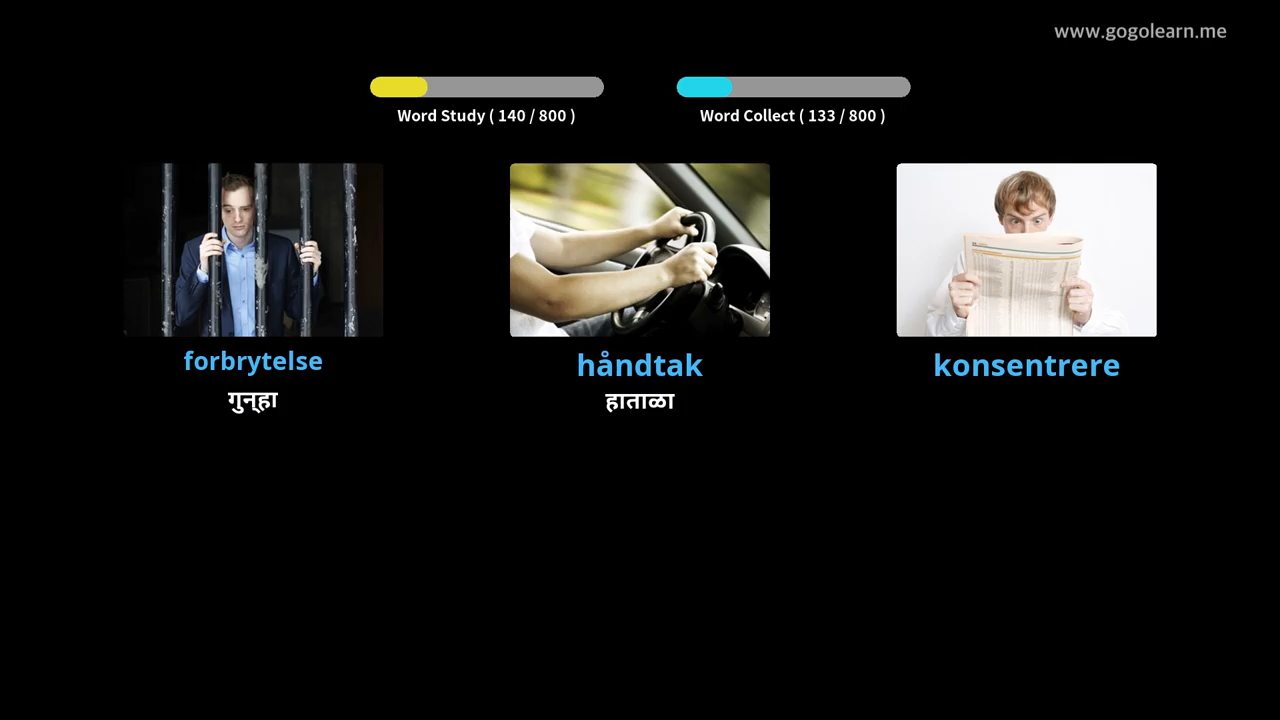 www.gogolearn.me
Word Study ( 140 / 800 )
Word Collect ( 133 / 800 )
forbrytelse
håndtak
konsentrere
गुन्हा
हाताळा